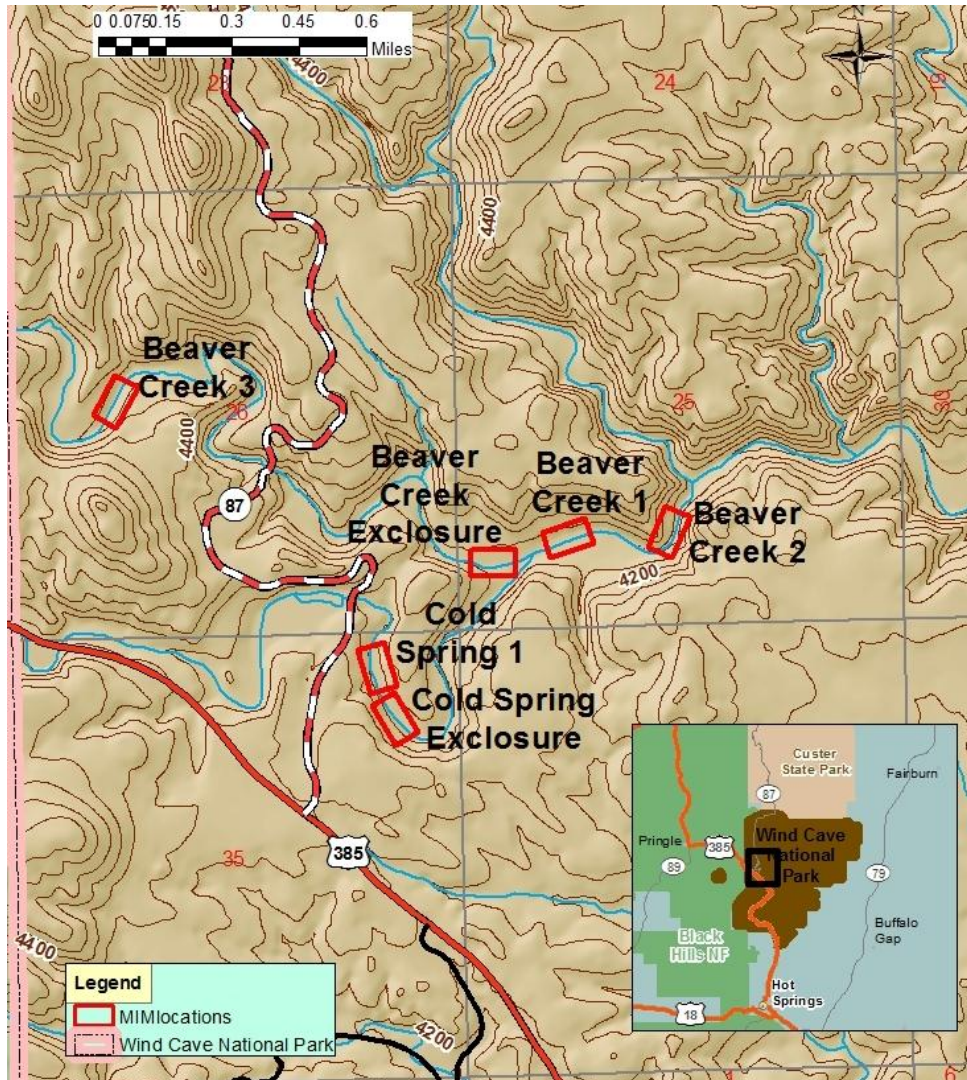 0 0.075 0.15 0.3 0.45 0.6
Miles
4400
24
4400
Beaver
Creek 3
26
25
30
4400
Beaver
Creek
Exclosure
Beaver
Creek 1
Beaver
Creek 2
87
4200
Cold
Spring 1
Cold Spring
Exclosure
385
35
4400
4200
Legend
MIMlocations
Wind Cave National Park
Custer
State Park
Fairburn
87
Pringle
385
Wind Cave
National
Park
89
79
Black
Hills NF
Buffalo
Gap
Hot
Springs
18
1
6